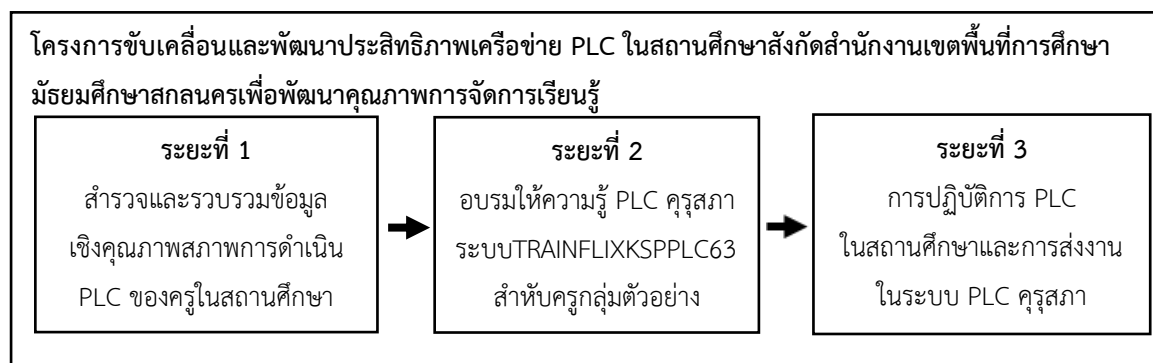 โครงการขับเคลื่อนและพัฒนาประสิทธิภาพเครือข่าย PLC ในสถานศึกษาสังกัดสำนักงานเขตพื้นที่การศึกษา
มัธยมศึกษาสกลนครเพื่อพัฒนาคุณภาพการจัดการเรียนรู้
ระยะที่ 1
สำรวจและรวบรวมข้อมูล
เชิงคุณภาพสภาพการดำเนิน
PLC ของครูในสถานศึกษา
ระยะที่ 2
อบรมให้ความรู้ PLC คุรุสภา
ระบบTRAINFLIXKSPPLC63
สำหับครูกลุ่มตัวอย่าง
ระยะที่ 3
การปฏิบัติการ PLC
ในสถานศึกษาและการส่งงาน
ในระบบ PLC คุรุสภา